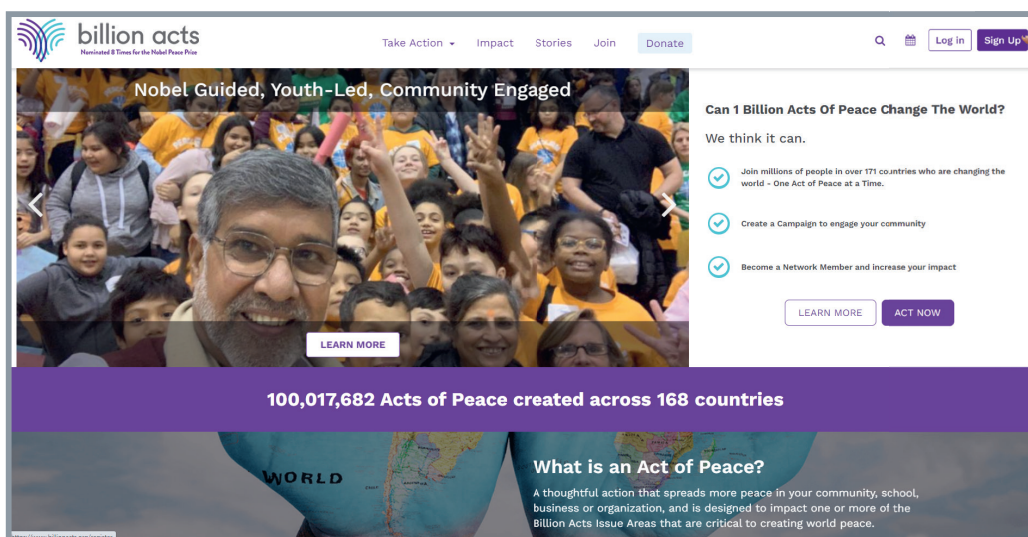 billion acts
Nominated 8 Times for the Nobel Peace Prize
Take Action
Impact
Stories
Join
Donate
Log in
Sign Up
Nobel Guided, Youth-Led, Community Engaged
LEARN MORE
Can 1 Billion Acts Of Peace Change The World?
We think it can.
Join millions of people in over 171 countries who are changing the
world - One Act of Peace at a Time.
Create a Campaign to engage your community
Become a Network Member and increase your impact
LEARN MORE
ACT NOW
100,017,682 Acts of Peace created across 168 countries
WORLD
What is an Act of Peace?
A thoughtful action that spreads more peace in your community, school,
business or organization, and is designed to impact one or more of the
Billion Acts Issue Areas that are critical to creating world peace.